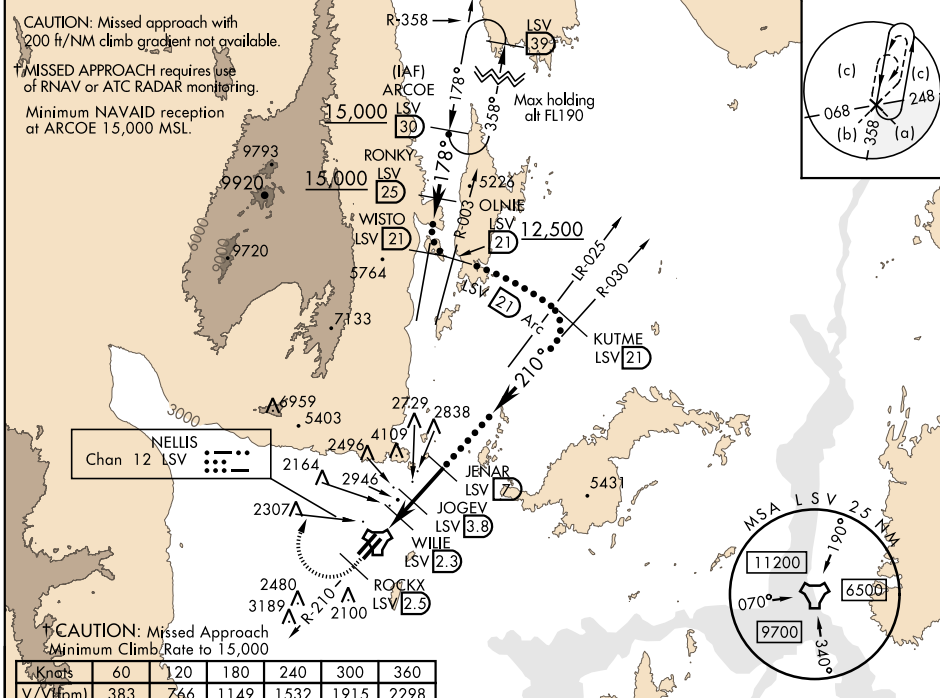 CAUTION: Missed approach with
200 ft/NM climb gradient not available.
† MISSED APPROACH requires use
of RNAV or ATC RADAR monitoring.
Minimum NAVAID reception
at ARCOE 15,000 MSL.
R-358
LSV
39
(IAF)
ARCOE
LSV
30
15,000
178°
358°
Max holding
alt FL190
178°
RONKY
LSV
25
15,000
9793
9920
9720
6000
9000
5226
R-003
OLNIE
LSV
21
12,500
WISTO
LSV 21
5764
7133
LSV 21 Arc
LR-025
R-030
KUTME
LSV 21
210°
3000
6959
5403
2729
2838
2496
4109
2164
2946
2307
NELLIS
Chan 12 LSV
JENAR
LSV 7
JOGEV
LSV 3.8
WILIE
LSV 2.3
ROCKX
LSV 2.5
5431
2480
3189
2100
R-210
(c)
(c)
068
248
(b)
(a)
358
MSA LSV 25 NM
190°
11200
6500
070°
9700
340°
† CAUTION: Missed Approach
Minimum Climb Rate to 15,000
Knots 60 120 180 240 300 360
V/V(fpm) 383 766 1149 1532 1915 2298